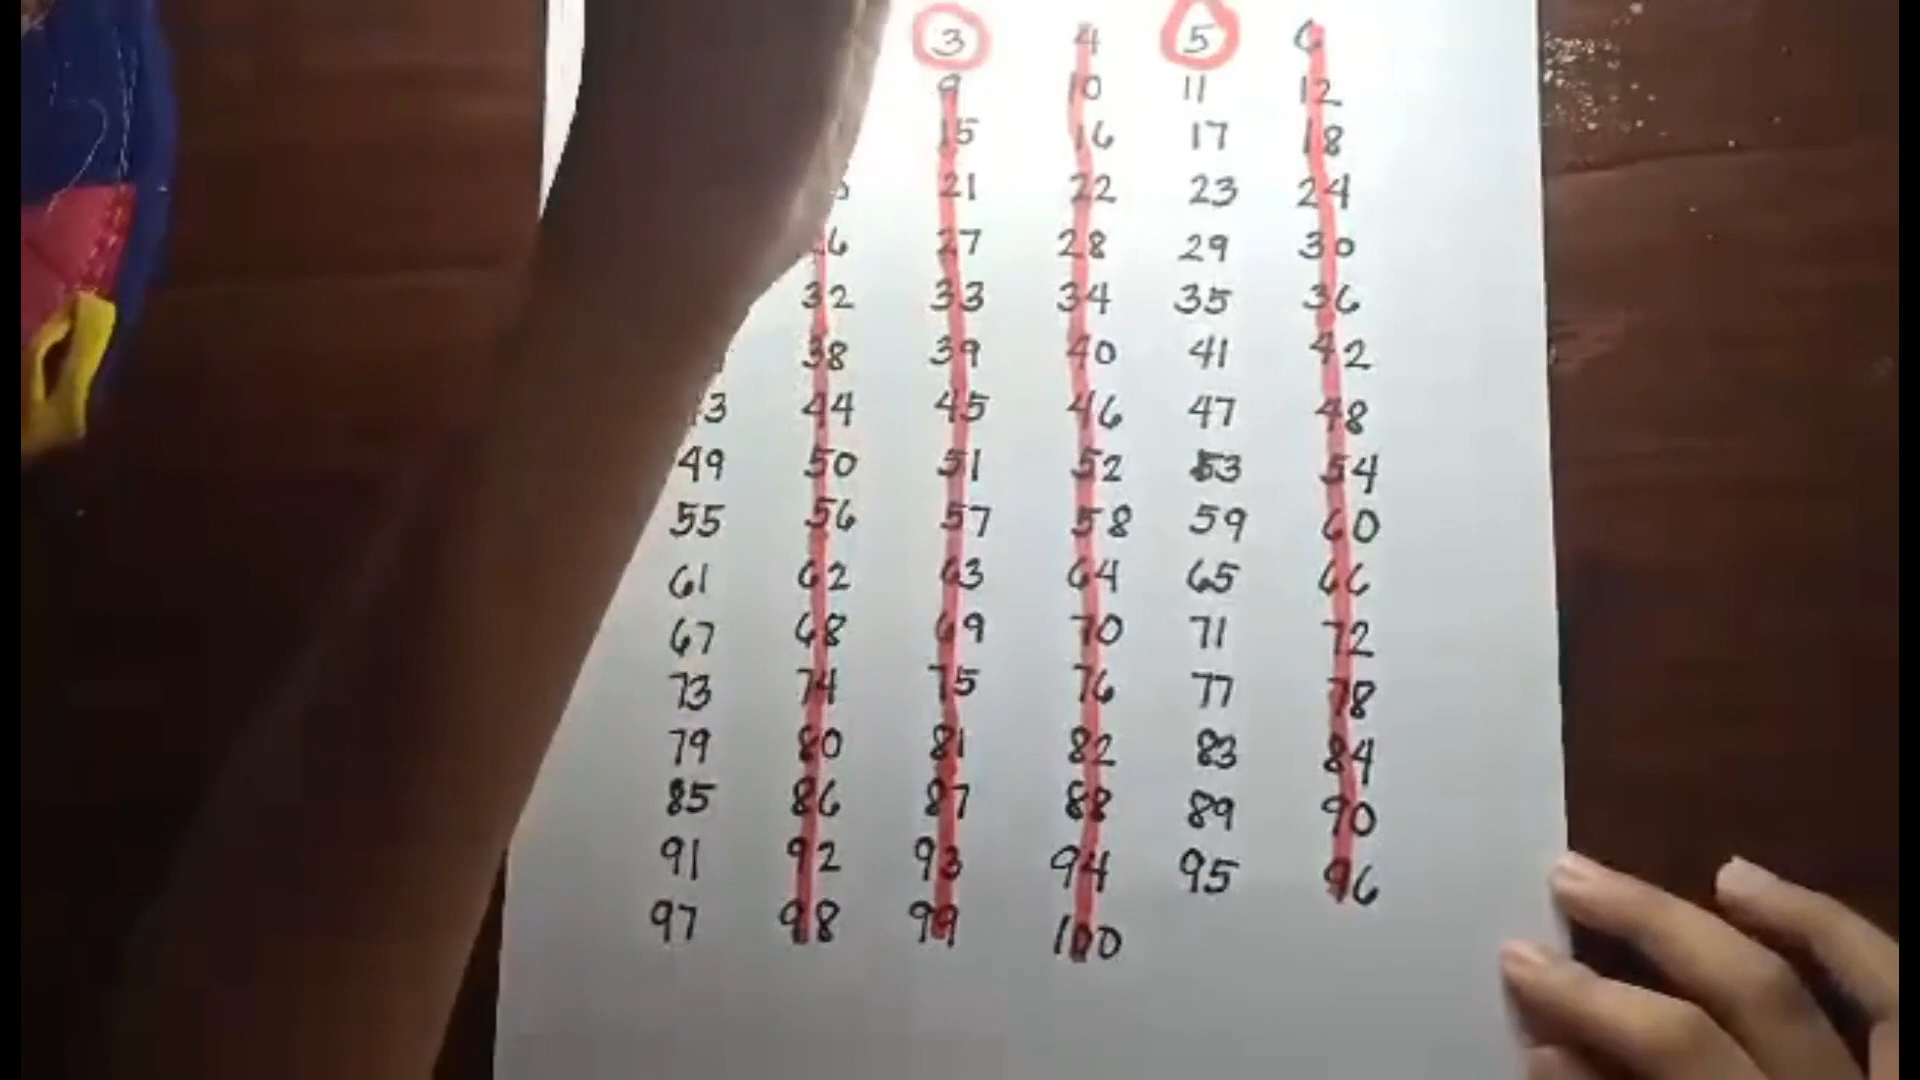 3 4 5 6
9 10 11 12
15 16 17 18
21 22 23 24
27 28 29 30
32 33 34 35 36
38 39 40 41 42
44 45 46 47 48
49 50 51 52 53 54
55 56 57 58 59 60
61 62 63 64 65 66
67 68 69 70 71 72
73 74 75 76 77 78
79 80 81 82 83 84
85 86 87 88 89 90
91 92 93 94 95 96
97 98 99 100